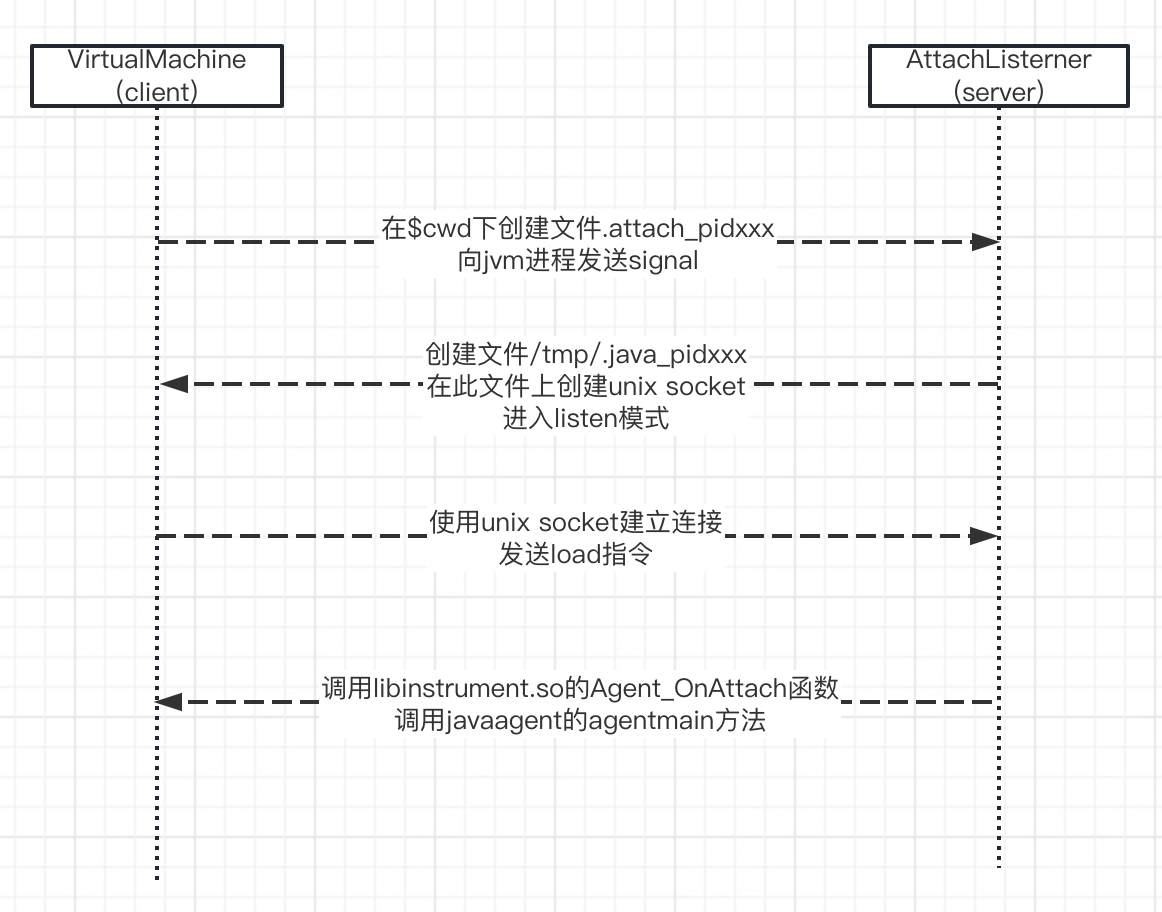 VirtualMachine
(client)
AttachListerner
(server)
在$cwd下创建文件.attach_pidxxx
向jvm进程发送signal
创建文件/tmp/.java_pidxxx
在此文件上创建unix socket
进入listen模式
使用unix socket建立连接
发送load指令
调用libinstrument.so的Agent_OnAttach函数
调用javaagent的agentmain方法